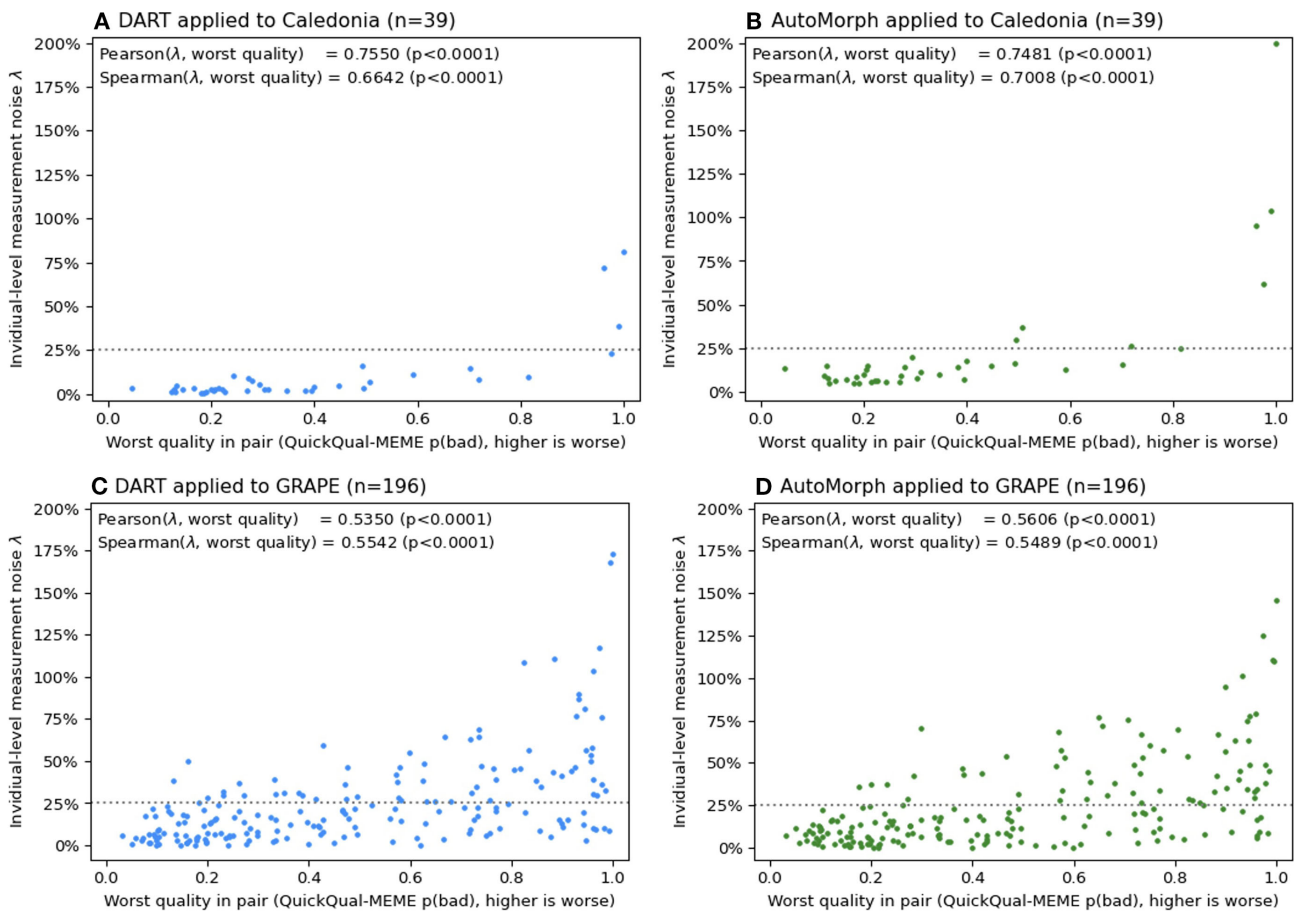 A DART applied to Caledonia (n=39)
Pearson(λ, worst quality) = 0.7550 (p<0.0001)
Spearman(λ, worst quality) = 0.6642 (p<0.0001)
Invidiual-level measurement noise λ
200%
175%
150%
125%
100%
75%
50%
25%
0%
0.0 0.2 0.4 0.6 0.8 1.0
Worst quality in pair (QuickQual-MEME p(bad), higher is worse)
B AutoMorph applied to Caledonia (n=39)
Pearson(λ, worst quality) = 0.7481 (p<0.0001)
Spearman(λ, worst quality) = 0.7008 (p<0.0001)
Invidiual-level measurement noise λ
200%
175%
150%
125%
100%
75%
50%
25%
0%
0.0 0.2 0.4 0.6 0.8 1.0
Worst quality in pair (QuickQual-MEME p(bad), higher is worse)
C DART applied to GRAPE (n=196)
Pearson(λ, worst quality) = 0.5350 (p<0.0001)
Spearman(λ, worst quality) = 0.5542 (p<0.0001)
Invidiual-level measurement noise λ
200%
175%
150%
125%
100%
75%
50%
25%
0%
0.0 0.2 0.4 0.6 0.8 1.0
Worst quality in pair (QuickQual-MEME p(bad), higher is worse)
D AutoMorph applied to GRAPE (n=196)
Pearson(λ, worst quality) = 0.5606 (p<0.0001)
Spearman(λ, worst quality) = 0.5489 (p<0.0001)
Invidiual-level measurement noise λ
200%
175%
150%
125%
100%
75%
50%
25%
0%
0.0 0.2 0.4 0.6 0.8 1.0
Worst quality in pair (QuickQual-MEME p(bad), higher is worse)